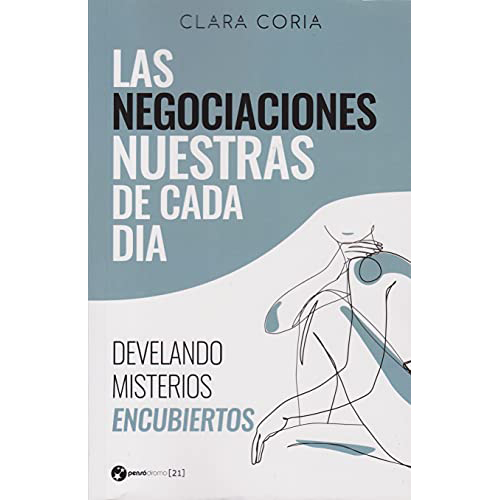 CLARA CORIA
LAS
NEGOCIACIONES
NUESTRAS
DE CADA
DIA
DEVELANDO
MISTERIOS
ENCUBIERTOS
pensódromo [21]